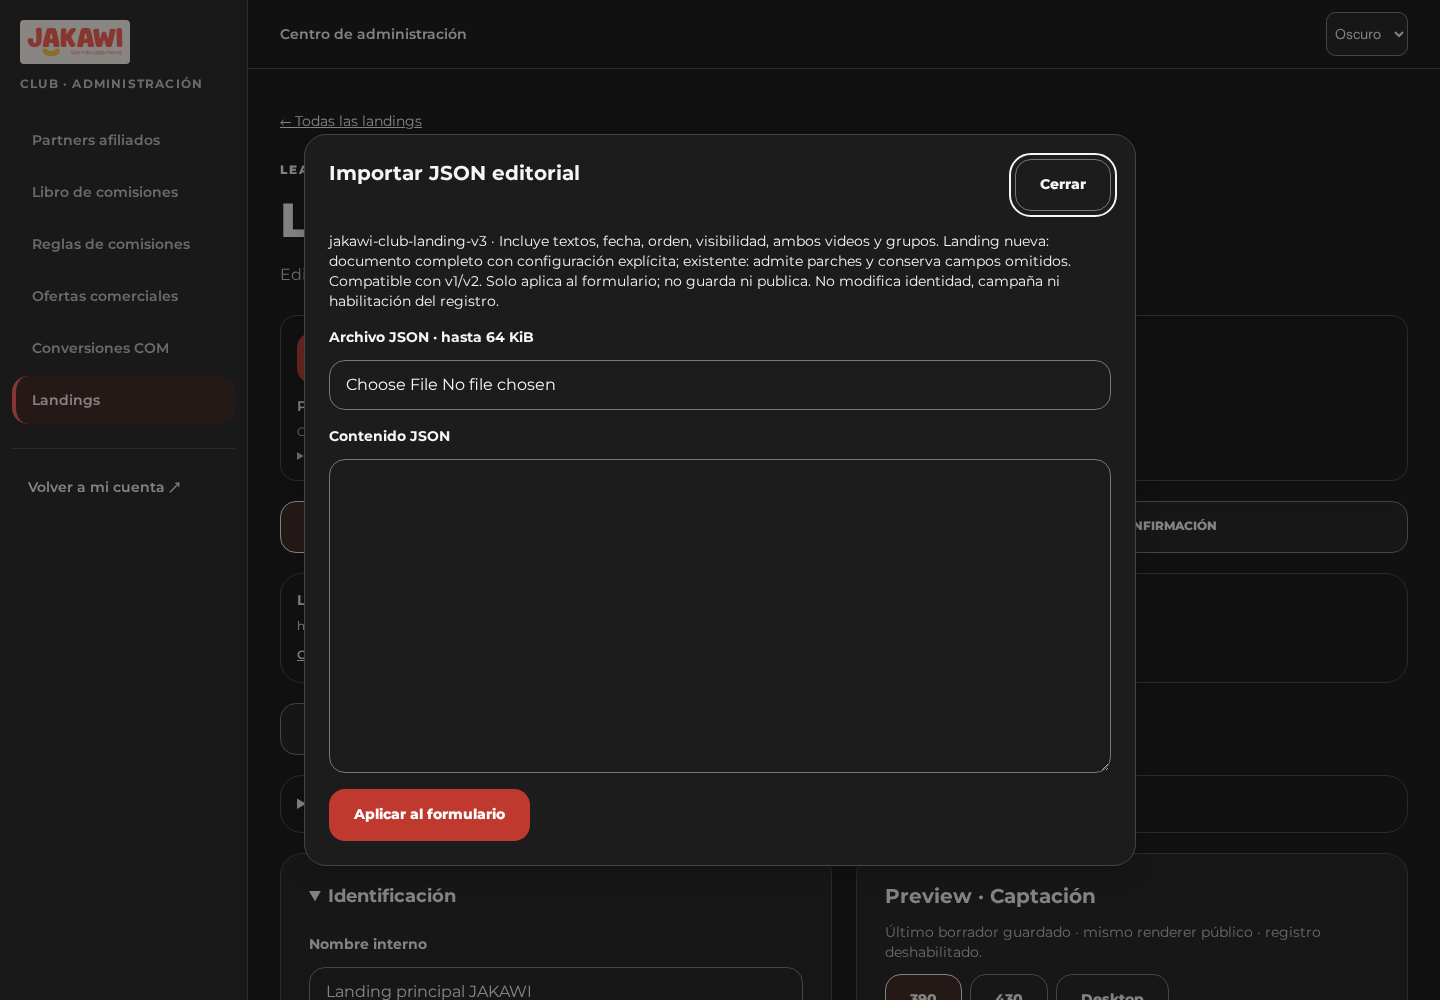 JAKAWI
CLUB · ADMINISTRACIÓN
Partners afiliados
Libro de comisiones
Reglas de comisiones
Ofertas comerciales
Conversiones COM
Landings
Volver a mi cuenta ↗
Centro de administración
Oscuro
← Todas las landings
Importar JSON editorial
Cerrar
jakawi-club-landing-v3 · Incluye textos, fecha, orden, visibilidad, ambos videos y grupos. Landing nueva:
documento completo con configuración explícita; existente: admite parches y conserva campos omitidos.
Compatible con v1/v2. Solo aplica al formulario; no guarda ni publica. No modifica identidad, campaña ni
habilitación del registro.
Archivo JSON · hasta 64 KiB
Choose File No file chosen
Contenido JSON
Aplicar al formulario
NFIRMACIÓN
Identificación
Nombre interno
Landing principal JAKAWI
Preview · Captación
Último borrador guardado · mismo renderer público · registro
deshabilitado.
390
430
Desktop